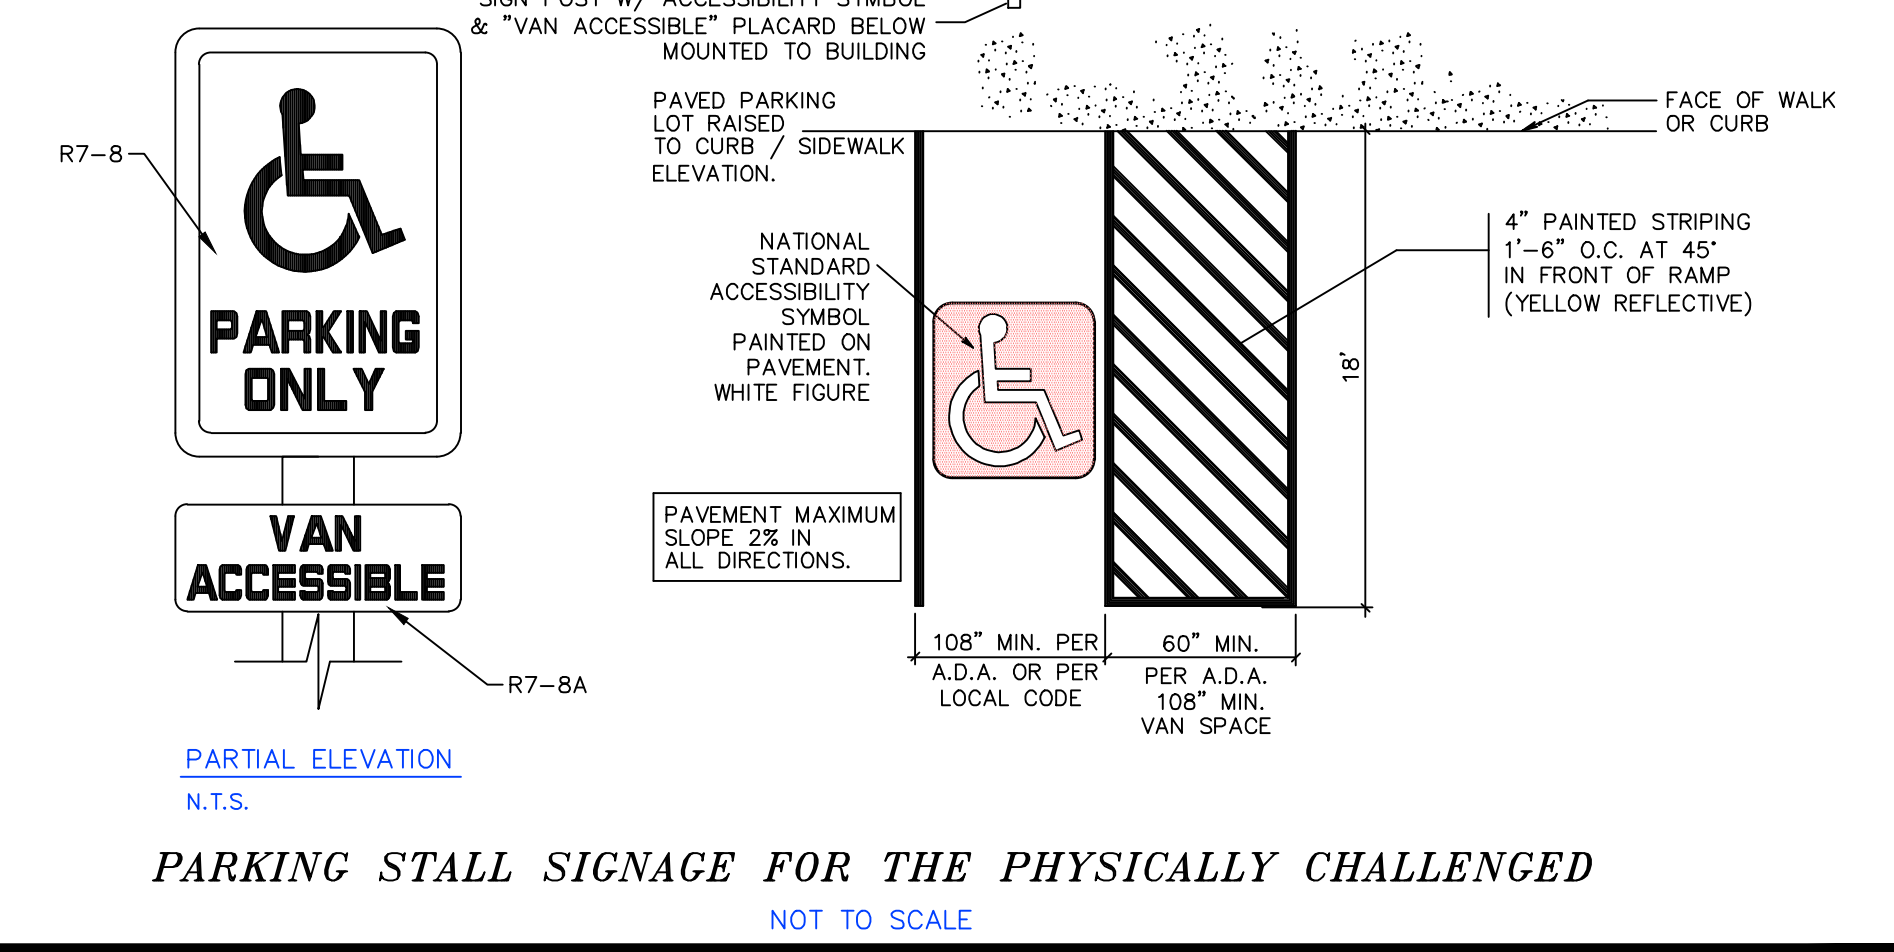 SIGN POST W/ ACCESSIBILITY SYMBOL
& "VAN ACCESSIBLE" PLACARD BELOW
MOUNTED TO BUILDING
PAVED PARKING
LOT RAISED
TO CURB / SIDEWALK
ELEVATION.
FACE OF WALK
OR CURB
R7-8
PARKING
ONLY
VAN
ACCESSIBLE
R7-8A
NATIONAL
STANDARD
ACCESSIBILITY
SYMBOL
PAINTED ON
PAVEMENT.
WHITE FIGURE
4" PAINTED STRIPING
1'-6" O.C. AT 45°
IN FRONT OF RAMP
(YELLOW REFLECTIVE)
18'
PAVEMENT MAXIMUM
SLOPE 2% IN
ALL DIRECTIONS.
108" MIN. PER
A.D.A. OR PER
LOCAL CODE
60" MIN.
PER A.D.A.
108" MIN.
VAN SPACE
PARTIAL ELEVATION
N.T.S.
PARKING STALL SIGNAGE FOR THE PHYSICALLY CHALLENGED
NOT TO SCALE